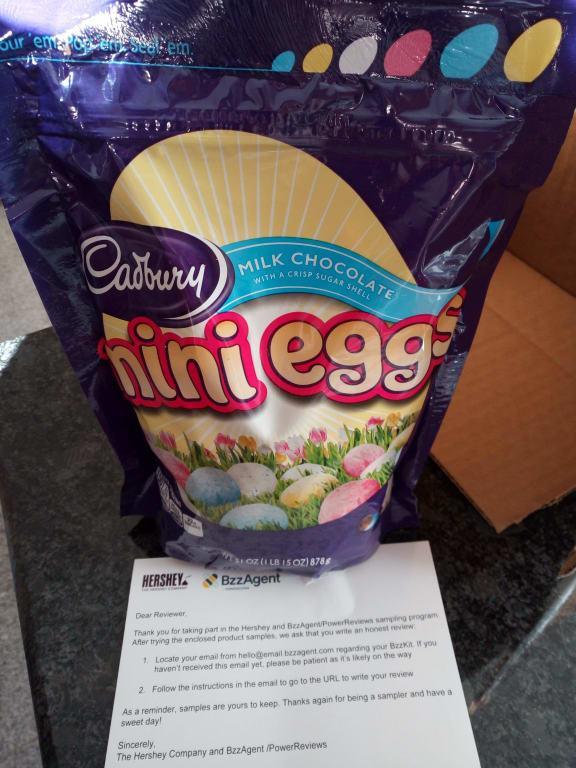 our 'em. Pop 'em. Seal 'em.
Cadbury
MILK CHOCOLATE
WITH A CRISP SUGAR SHELL
mini eggs
31 OZ (1 LB 15 OZ) 878g
HERSHEY
THE HERSHEY COMPANY
BzzAgent
Dear Reviewer,
Thank you for taking part in the Hershey and BzzAgent/PowerReviews sampling program.
After trying the enclosed product samples, we ask that you write an honest review:
1. Locate your email from hello@email.bzzagent.com regarding your BzzKit. If you
haven't received this email yet, please be patient as it's likely on the way
2. Follow the instructions in the email to go to the URL to write your review
As a reminder, samples are yours to keep. Thanks again for being a sampler and have a
sweet day!
Sincerely,
The Hershey Company and BzzAgent /PowerReviews